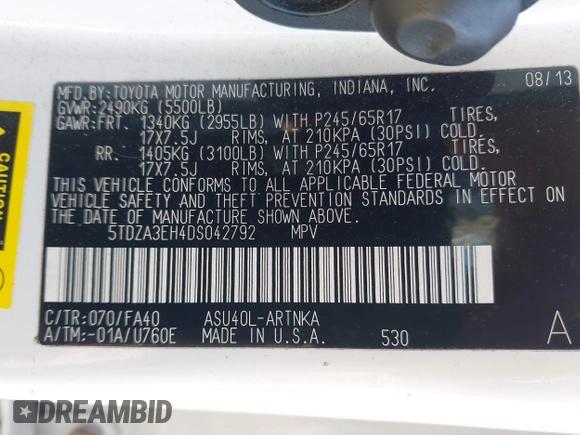 MFD.BY:TOYOTA MOTOR MANUFACTURING, INDIANA, INC. 08/13
GVWR:2490KG (5500LB)
GAWR:FRT. 1340KG (2955LB) WITH P245/65R17 TIRES,
17X7.5J RIMS, AT 210KPA (30PSI) COLD.
RR. 1405KG (3100LB) WITH P245/65R17 TIRES,
17X7.5J RIMS, AT 210KPA (30PSI) COLD.
THIS VEHICLE CONFORMS TO ALL APPLICABLE FEDERAL MOTOR
VEHICLE SAFETY AND THEFT PREVENTION STANDARDS IN EFFECT ON
THE DATE OF MANUFACTURE SHOWN ABOVE.
5TDZA3EH4DS042792 MPV
C/TR:070/FA40 ASU40L-ARTNKA
A/TM:-01A/U760E MADE IN U.S.A. 530 A
CAUTION
DREAMBID